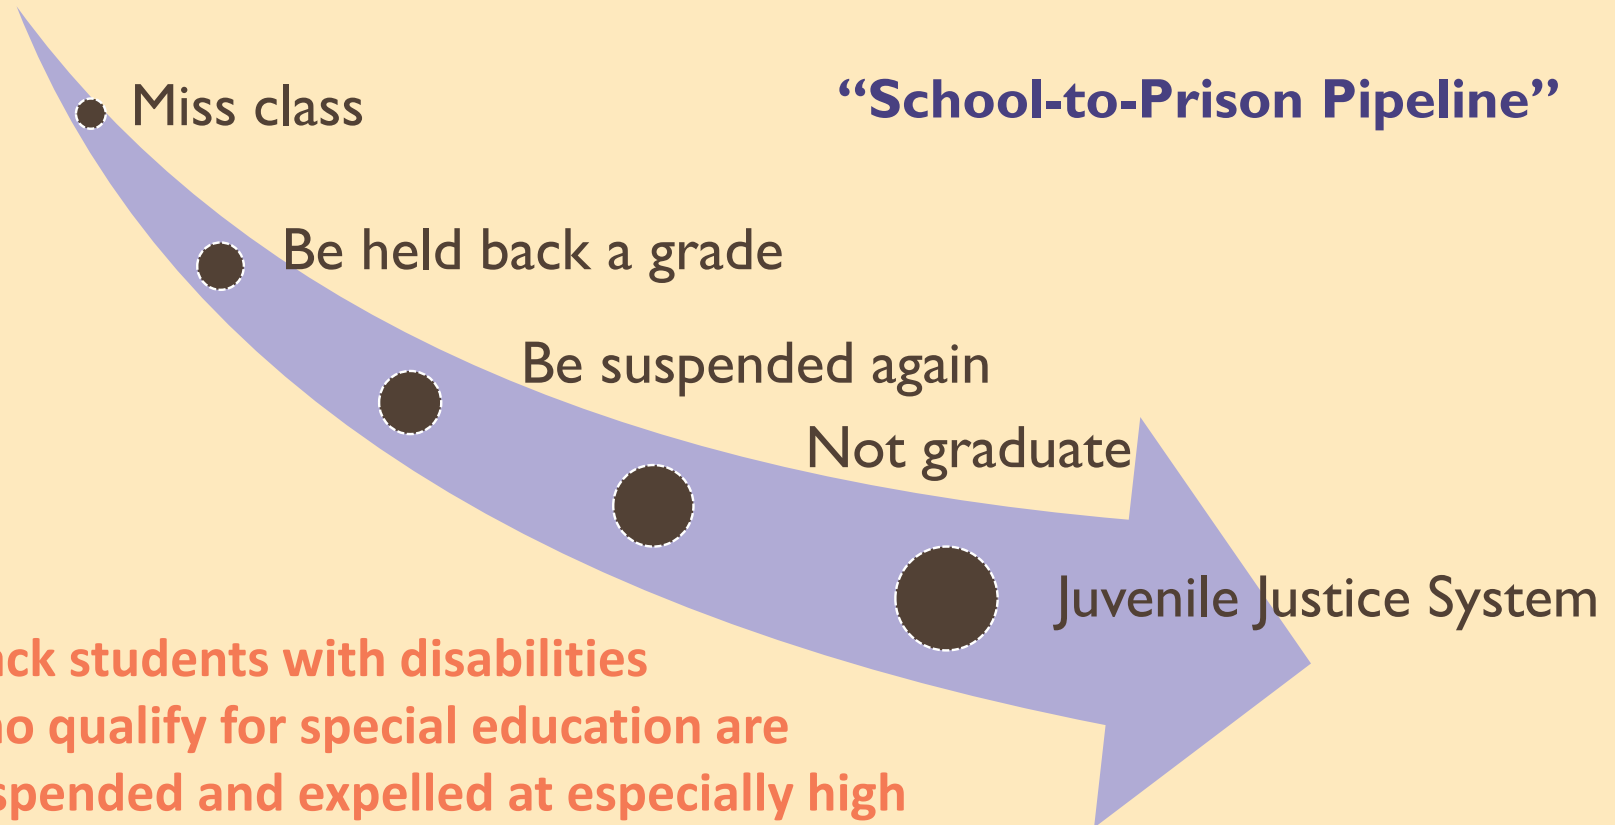 “School-to-Prison Pipeline”
Miss class
Be held back a grade
Be suspended again
Not graduate
Juvenile Justice System
ack students with disabilities
o qualify for special education are
spended and expelled at especially high